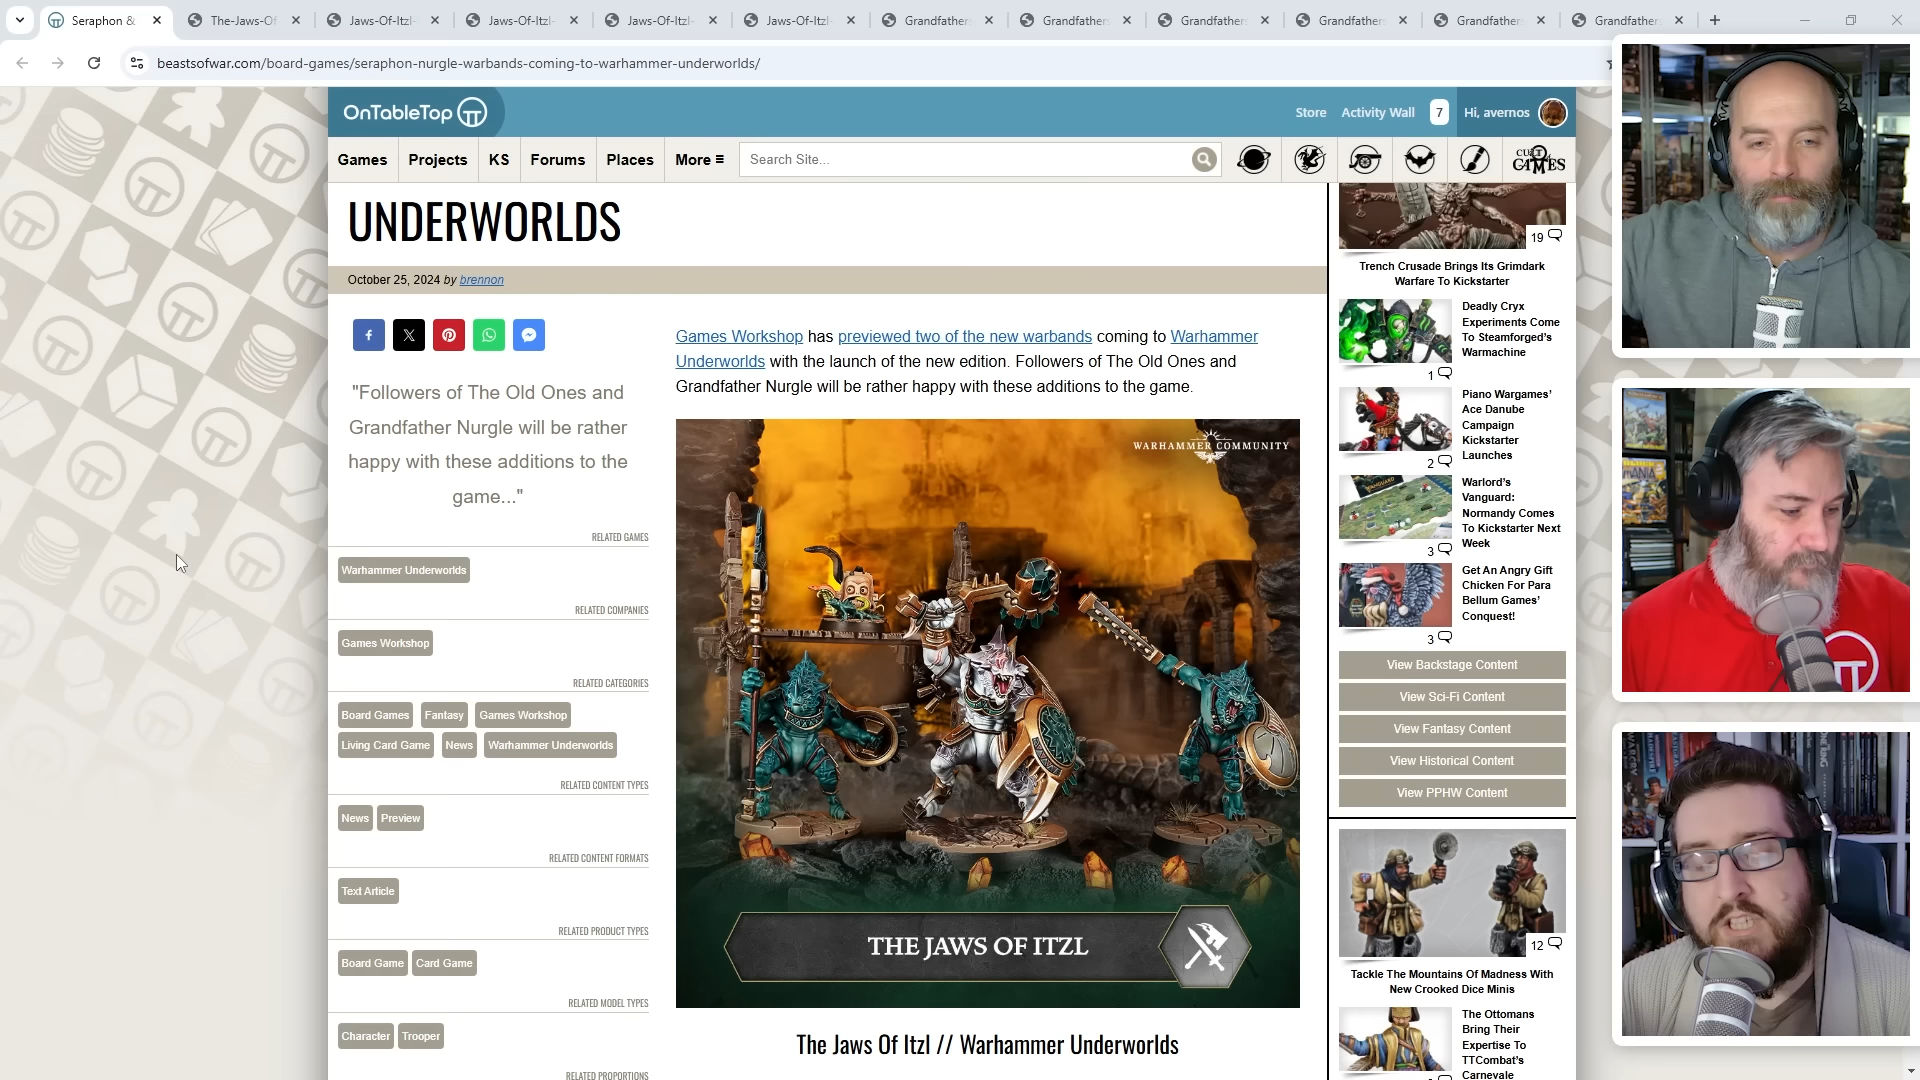 Seraphon &
The-Jaws-Of
Jaws-Of-Itzl-
Jaws-Of-Itzl-
Jaws-Of-Itzl-
Jaws-Of-Itzl-
Grandfather
Grandfather
Grandfather
Grandfather
Grandfather
Grandfather
beastsofwar.com/board-games/seraphon-nurgle-warbands-coming-to-warhammer-underworlds/
OnTableTop
Store
Activity Wall
7
Hi, avernos
Games
Projects
KS
Forums
Places
More ≡
Search Site...
CULT OF GAMES
UNDERWORLDS
October 25, 2024 by brennon
"Followers of The Old Ones and
Grandfather Nurgle will be rather
happy with these additions to the
game..."
RELATED GAMES
Warhammer Underworlds
RELATED COMPANIES
Games Workshop
RELATED CATEGORIES
Board Games
Fantasy
Games Workshop
Living Card Game
News
Warhammer Underworlds
RELATED CONTENT TYPES
News
Preview
RELATED CONTENT FORMATS
Text Article
RELATED PRODUCT TYPES
Board Game
Card Game
RELATED MODEL TYPES
Character
Trooper
RELATED PROPORTIONS
Games Workshop has previewed two of the new warbands coming to Warhammer
Underworlds with the launch of the new edition. Followers of The Old Ones and
Grandfather Nurgle will be rather happy with these additions to the game.
WARHAMMER COMMUNITY
THE JAWS OF ITZL
The Jaws Of Itzl // Warhammer Underworlds
19
Trench Crusade Brings Its Grimdark
Warfare To Kickstarter
Deadly Cryx
Experiments Come
To Steamforged's
Warmachine
1
Piano Wargames'
Ace Danube
Campaign
Kickstarter
Launches
2
Warlord's
Vanguard:
Normandy Comes
To Kickstarter Next
Week
3
Get An Angry Gift
Chicken For Para
Bellum Games'
Conquest!
3
View Backstage Content
View Sci-Fi Content
View Fantasy Content
View Historical Content
View PPHW Content
12
Tackle The Mountains Of Madness With
New Crooked Dice Minis
The Ottomans
Bring Their
Expertise To
TTCombat's
Carnevale